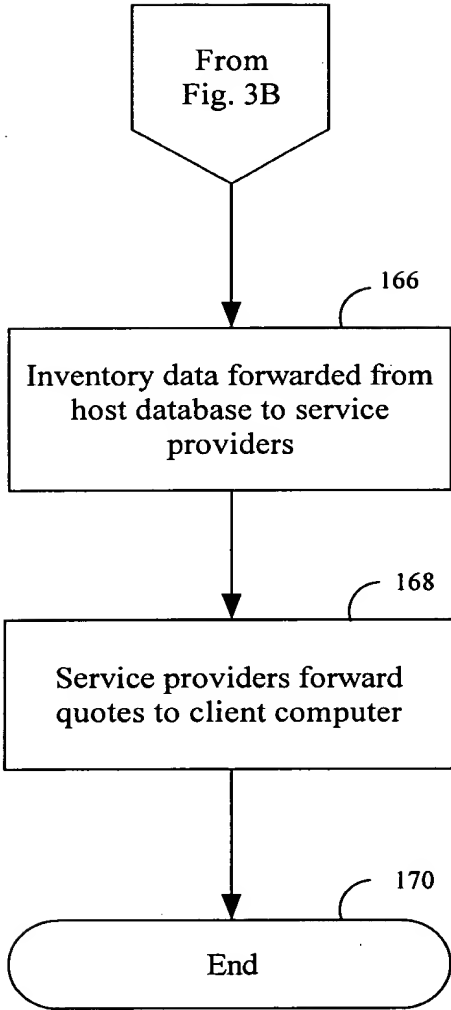 From
Fig. 3B
166
Inventory data forwarded from
host database to service
providers
168
Service providers forward
quotes to client computer
170
End